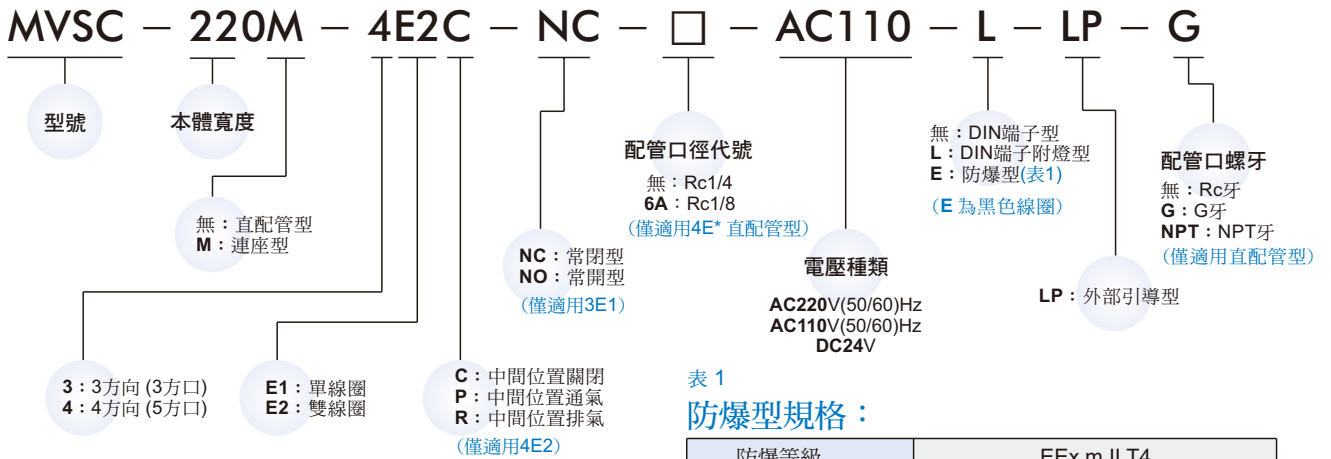 MVSC － 220M － 4E2C － NC － □ － AC110 － L － LP － G
型號
本體寬度
無：直配管型
M：連座型
3：3方向 (3方口)
4：4方向 (5方口)
E1：單線圈
E2：雙線圈
C：中間位置關閉
P：中間位置通氣
R：中間位置排氣
（僅適用4E2）
NC：常閉型
NO：常開型
（僅適用3E1）
配管口徑代號
無：Rc1/4
6A：Rc1/8
（僅適用4E* 直配管型）
電壓種類
AC220V(50/60)Hz
AC110V(50/60)Hz
DC24V
無：DIN端子型
L：DIN端子附燈型
E：防爆型(表1)
（E 為黑色線圈）
LP：外部引導型
配管口螺牙
無：Rc牙
G：G牙
NPT：NPT牙
（僅適用直配管型）
表 1
防爆型規格：
防爆等級 EEx m II T4